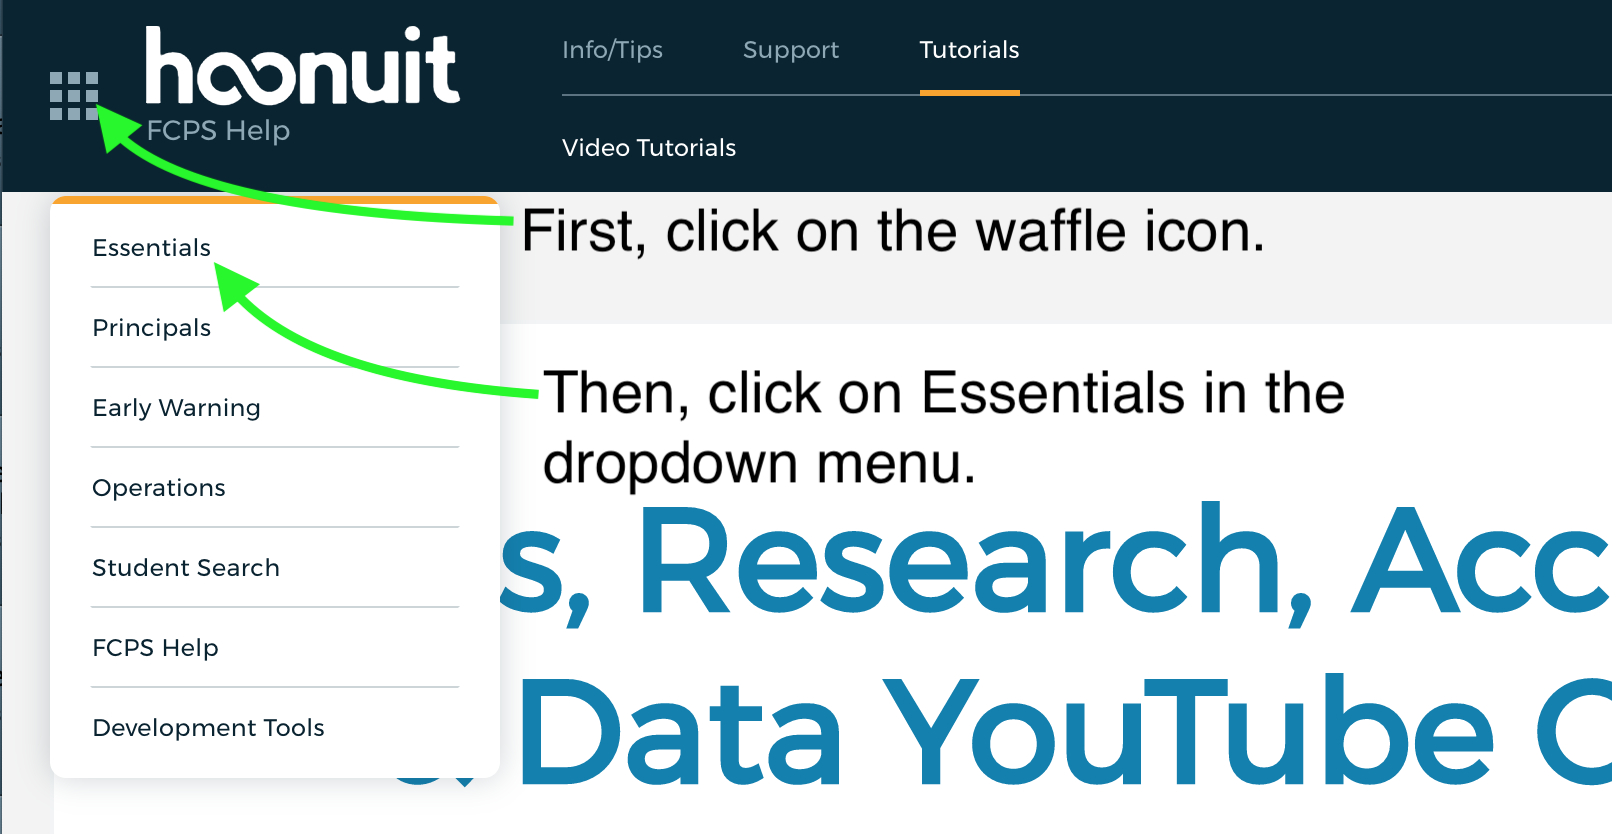 hoonuit
FCPS Help
Info/Tips
Support
Tutorials
Video Tutorials
First, click on the waffle icon.
Essentials
Principals
Early Warning
Operations
Student Search
FCPS Help
Development Tools
Then, click on Essentials in the
dropdown menu.
s, Research, Acc
Data YouTube